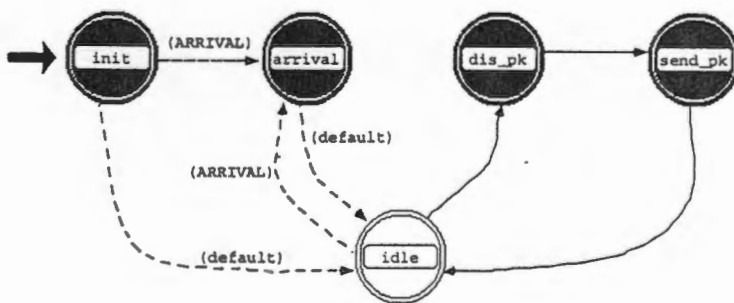 (ARRIVAL)
init
arrival
dis_pk
send_pk
(default)
(ARRIVAL)
(default)
idle